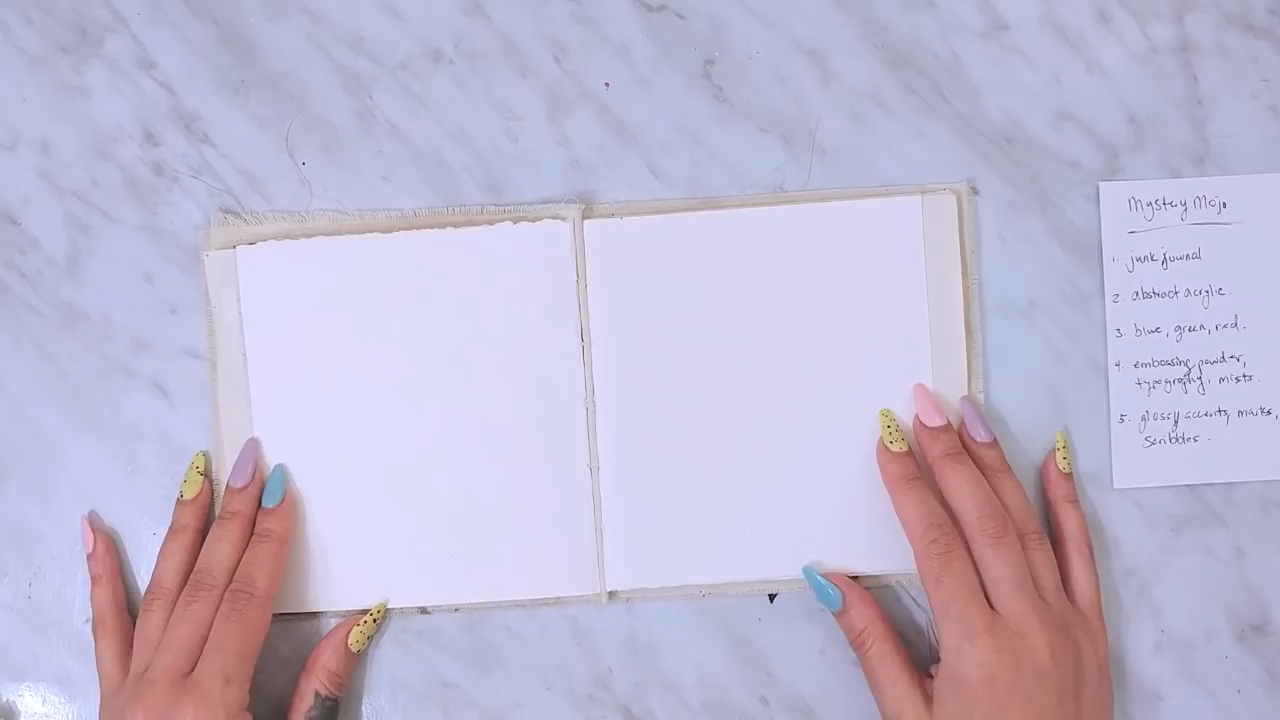 Mystery Mojo
1. junk journal
2. abstract acrylic.
3. blue, green, red.
4. embossing powder,
typography, mists.
5. glossy accents, marks,
scribbles.